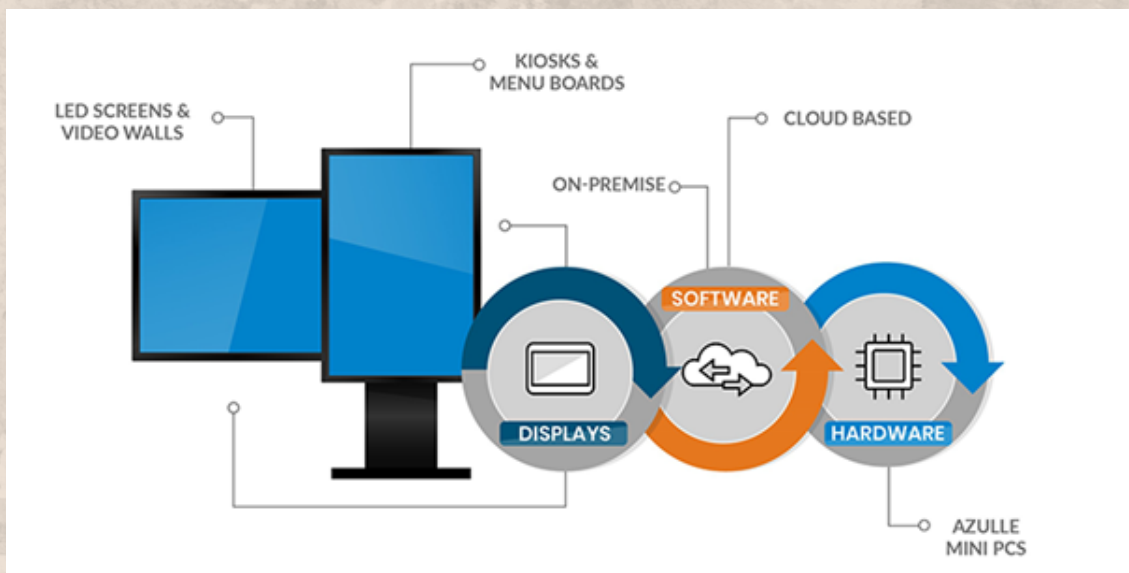 KIOSKS &
MENU BOARDS
LED SCREENS &
VIDEO WALLS
CLOUD BASED
ON-PREMISE
SOFTWARE
DISPLAYS
HARDWARE
AZULLE
MINI PCS